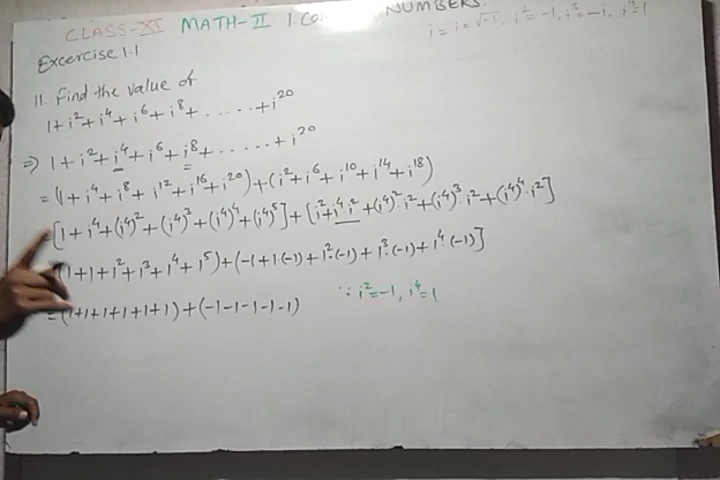 CLASS-XI MATH-II 1. Co NUMBERS.
i = i = √-1, i² = -1, i³ = -i, i⁴ = 1
Excercise 1.1
11. Find the value of
1+i²+i⁴+i⁶+i⁸+......+i²⁰
⇒ 1+i²+i⁴+i⁶+i⁸+......+i²⁰
= (1+i⁴+i⁸+i¹²+i¹⁶+i²⁰)+(i²+i⁶+i¹⁰+i¹⁴+i¹⁸)
= [1+i⁴+(i⁴)²+(i⁴)³+(i⁴)⁴+(i⁴)⁵]+[i²+i⁴·i²+(i⁴)²·i²+(i⁴)³·i²+(i⁴)⁴·i²]
(1+1+1²+1³+1⁴+1⁵)+(-1+1·(-1)+1²·(-1)+1³·(-1)+1⁴·(-1)]
= (1+1+1+1+1+1)+(-1-1-1-1-1) ∵ i²=-1, i⁴=1